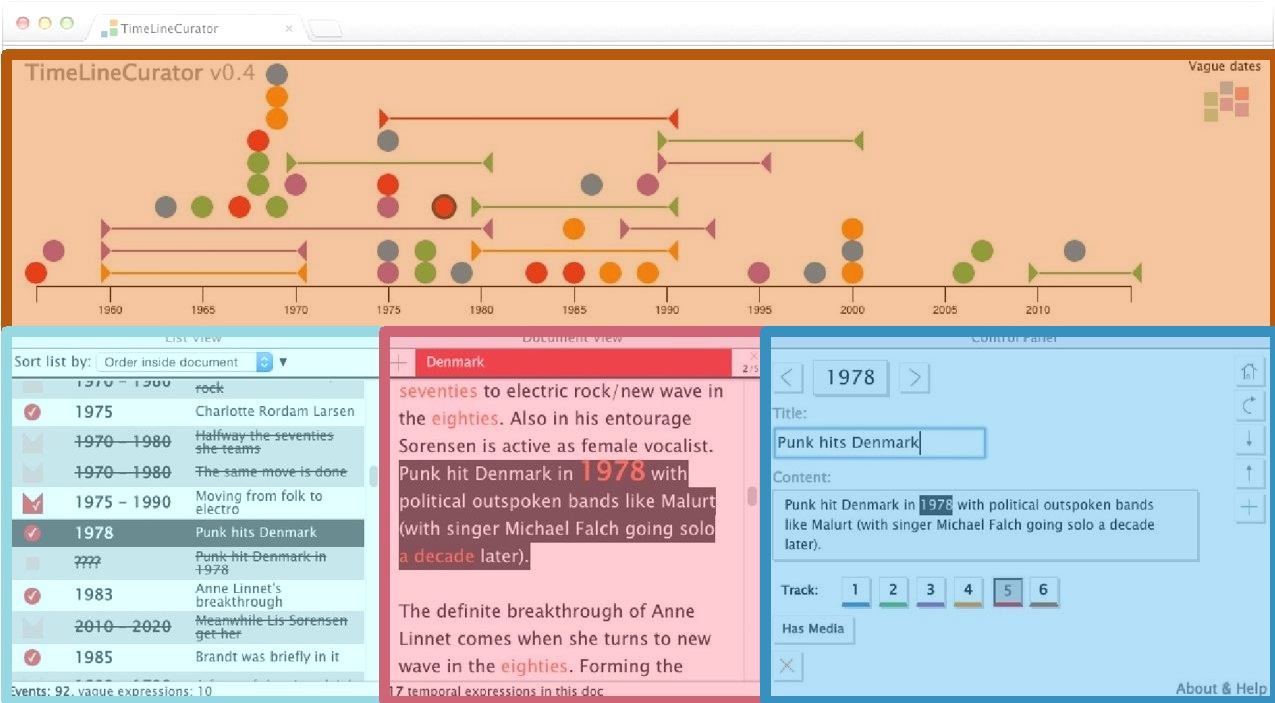 TimeLineCurator
TimeLineCurator v0.4
Vague dates
1960 1965 1970 1975 1980 1985 1990 1995 2000 2005 2010
List View
Sort list by: Order inside document
1970 - 1980 rock
1975 Charlotte Rordam Larsen
1970 - 1980 Halfway the seventies
she teams
1970 - 1980 The same move is done
1975 - 1990 Moving from folk to
electro
1978 Punk hits Denmark
???? Punk hit Denmark in
1978
1983 Anne Linnet's
breakthrough
2010 - 2020 Meanwhile Lis Sorensen
get her
1985 Brandt was briefly in it
Events: 92, vague expressions: 10
Document View
Denmark
2/5
seventies to electric rock/new wave in
the eighties. Also in his entourage
Sorensen is active as female vocalist.
Punk hit Denmark in 1978 with
political outspoken bands like Malurt
(with singer Michael Falch going solo
a decade later).
The definite breakthrough of Anne
Linnet comes when she turns to new
wave in the eighties. Forming the
17 temporal expressions in this doc
Control Panel
1978
Title:
Punk hits Denmark
Content:
Punk hit Denmark in 1978 with political outspoken bands
like Malurt (with singer Michael Falch going solo a decade
later).
Track: 1 2 3 4 5 6
Has Media
About & Help